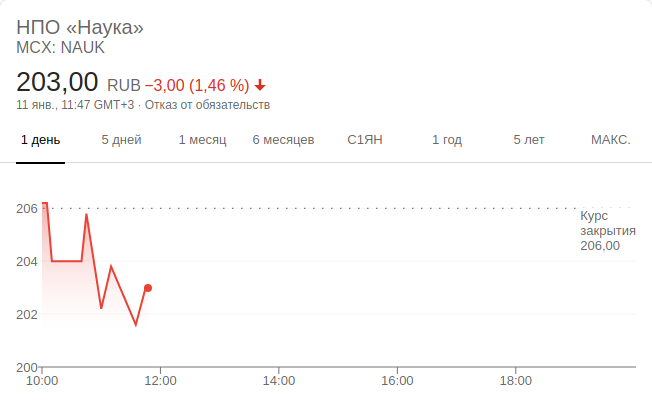 НПО «Наука»
MCX: NAUK
203,00 RUB −3,00 (1,46 %)
11 янв., 11:47 GMT+3 · Отказ от обязательств
1 день 5 дней 1 месяц 6 месяцев С1ЯН 1 год 5 лет МАКС.
206
Курс
закрытия
206,00
204
202
200
10:00 12:00 14:00 16:00 18:00